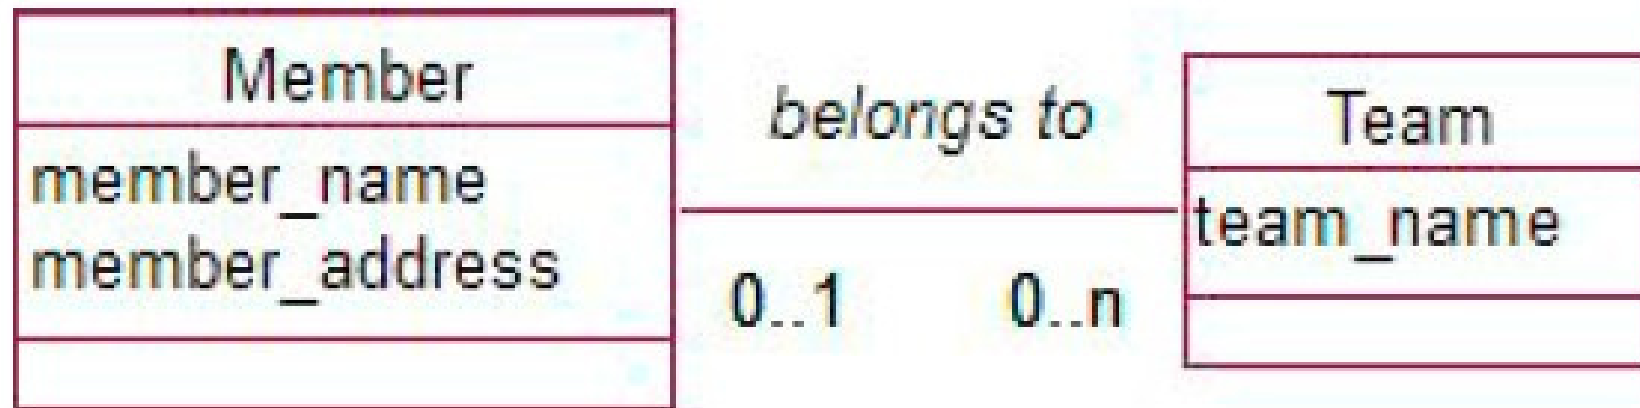 Member
member_name
member_address
belongs to
0..1
0..n
Team
team_name